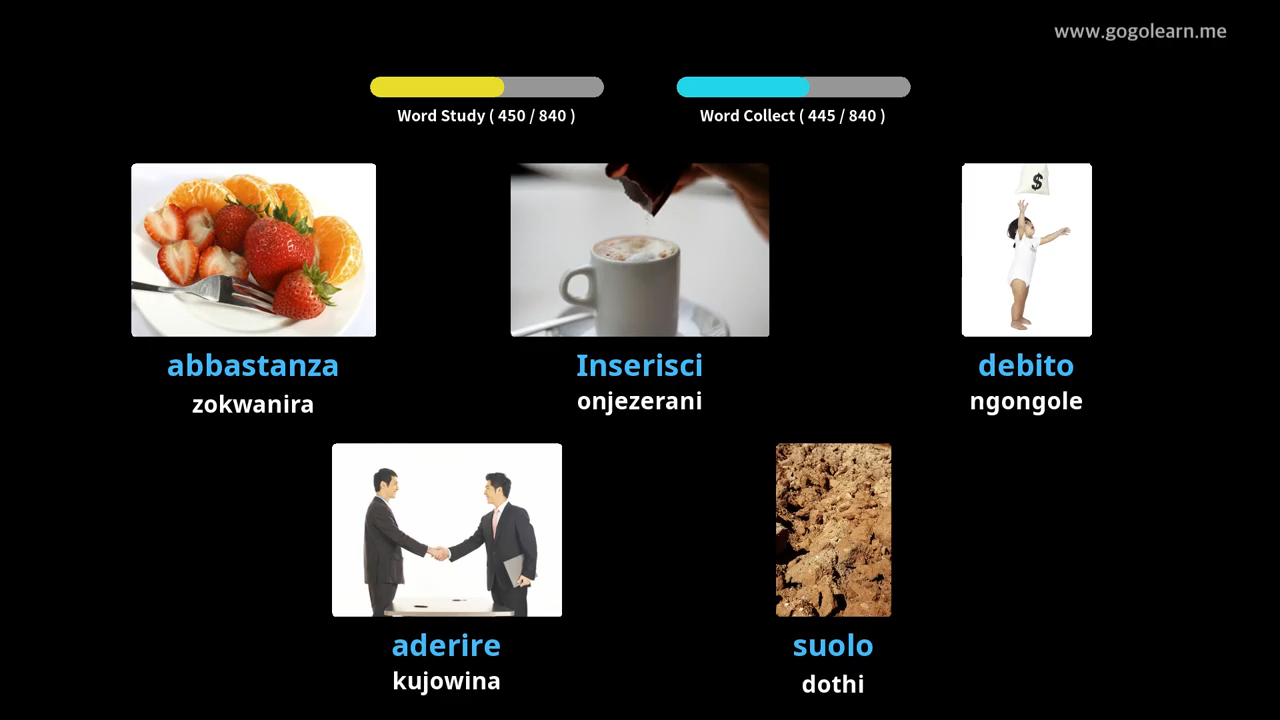 www.gogolearn.me
Word Study ( 450 / 840 )
Word Collect ( 445 / 840 )
$
abbastanza
zokwanira
Inserisci
onjezerani
debito
ngongole
aderire
kujowina
suolo
dothi